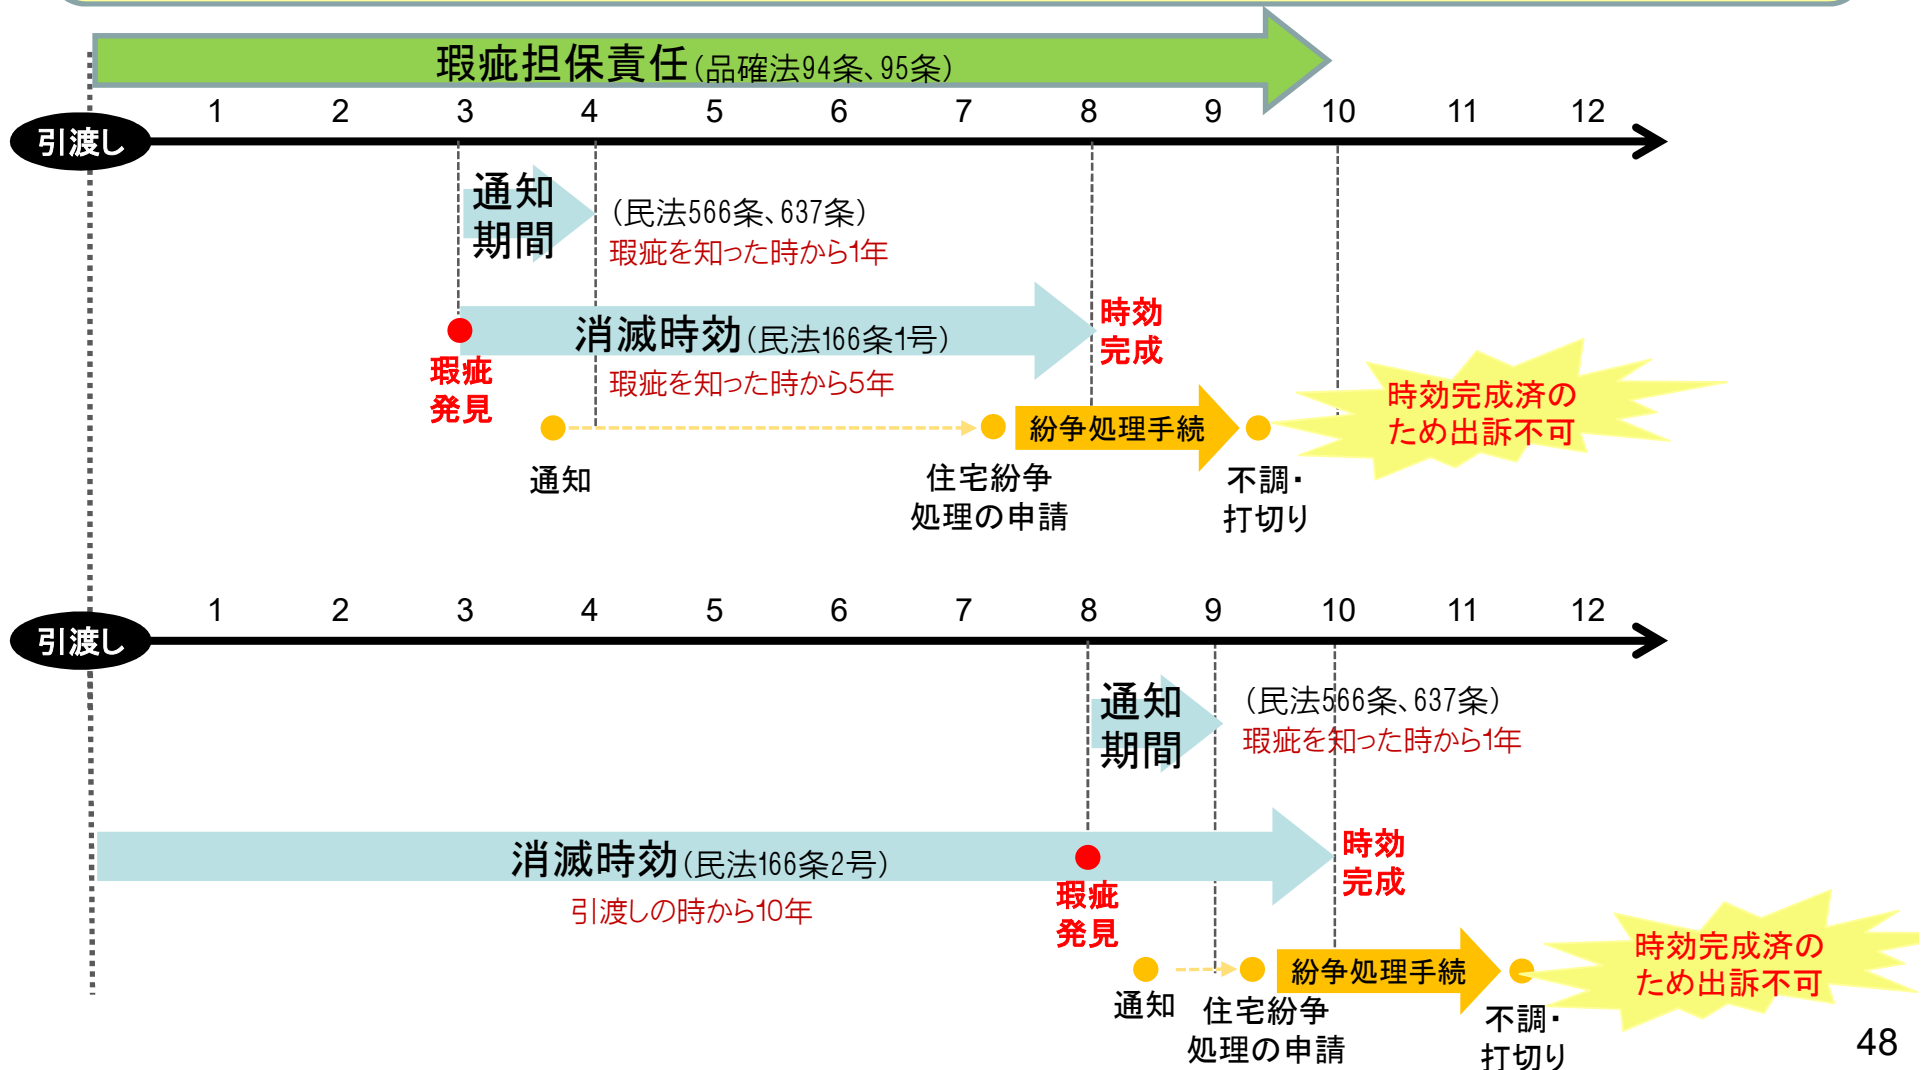 瑕疵担保責任(品確法94条、95条)
1 2 3 4 5 6 7 8 9 10 11 12
引渡し
通知
期間
(民法566条、637条)
瑕疵を知った時から1年
消滅時効(民法166条1号)
時効
完成
瑕疵
発見
瑕疵を知った時から5年
紛争処理手続
時効完成済の
ため出訴不可
通知
住宅紛争
処理の申請
不調・
打切り
1 2 3 4 5 6 7 8 9 10 11 12
引渡し
通知
期間
(民法566条、637条)
瑕疵を知った時から1年
消滅時効(民法166条2号)
時効
完成
引渡しの時から10年
瑕疵
発見
紛争処理手続
時効完成済の
ため出訴不可
通知
住宅紛争
処理の申請
不調・
打切り
48